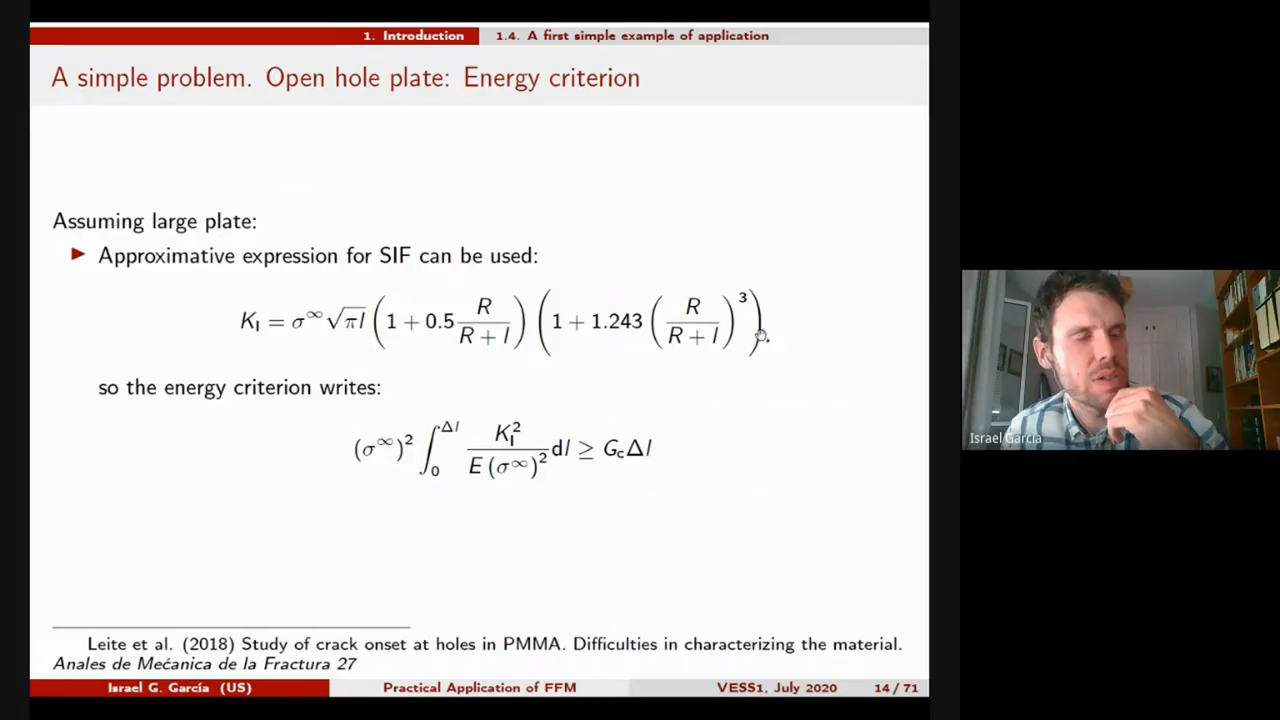 1. Introduction 1.4. A first simple example of application
A simple problem. Open hole plate: Energy criterion
Assuming large plate:
▶ Approximative expression for SIF can be used:
K_I = σ^∞ √(πl) (1 + 0.5 R/(R + l)) (1 + 1.243 (R/(R + l))^3).
so the energy criterion writes:
(σ^∞)^2 ∫_0^{Δl} K_I^2/(E (σ^∞)^2) dl ≥ G_c Δl
Israel Garcia
Leite et al. (2018) Study of crack onset at holes in PMMA. Difficulties in characterizing the material.
Anales de Mećanica de la Fractura 27
Israel G. García (US) Practical Application of FFM VESS1, July 2020 14 / 71